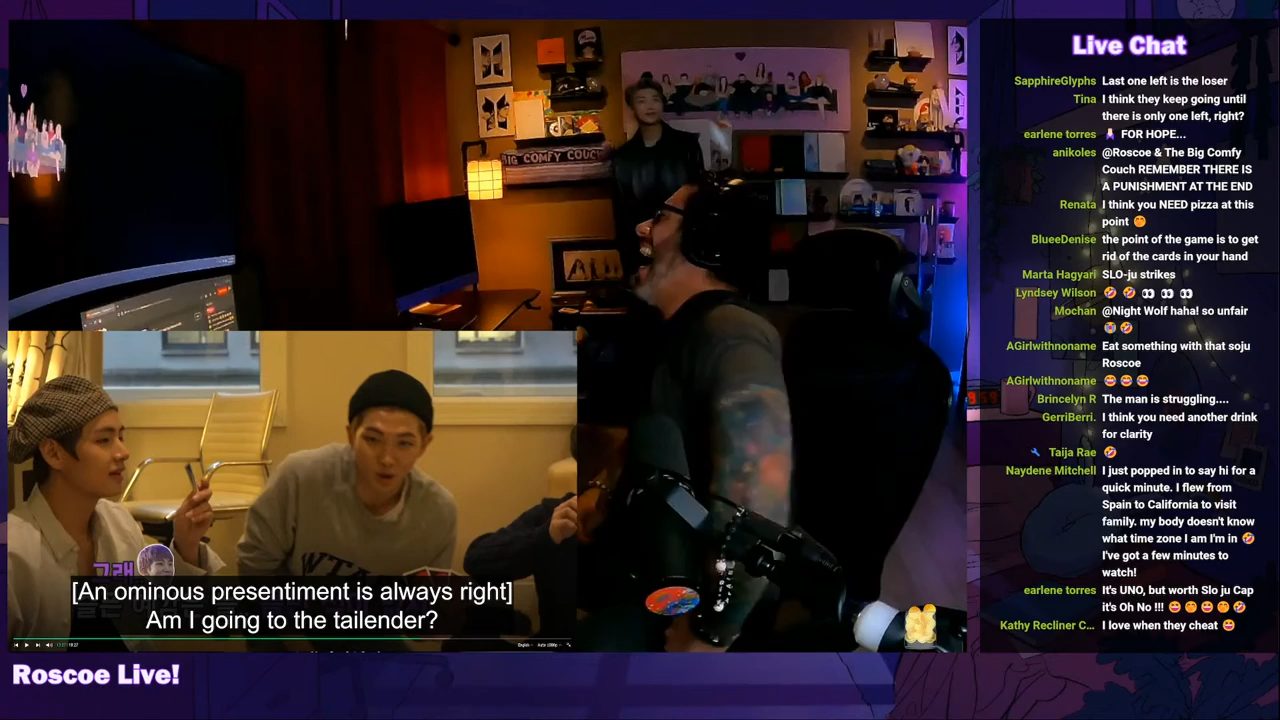 Live Chat
SapphireGlyphs Last one left is the loser
Tina I think they keep going until
there is only one left, right?
earlene torres FOR HOPE...
anikoles @Roscoe & The Big Comfy
Couch REMEMBER THERE IS
A PUNISHMENT AT THE END
Renata I think you NEED pizza at this
point 🤭
BlueeDenise the point of the game is to get
rid of the cards in your hand
Marta Hagyari SLO-ju strikes
Lyndsey Wilson 🤣 🤣 👀 👀 👀
Mochan @Night Wolf haha! so unfair
😭 🤣
AGirlwithnoname Eat something with that soju
Roscoe
AGirlwithnoname 😄 😄 😄
Brincelyn R The man is struggling....
GerriBerri. I think you need another drink
for clarity
Taija Rae 🤣
Naydene Mitchell I just popped in to say hi for a
quick minute. I flew from
Spain to California to visit
family. my body doesn't know
what time zone I am I'm in 🤣
I've got a few minutes to
watch!
earlene torres It's UNO, but worth Slo ju Cap
it's Oh No !!! 😄 🤭 😄 🤭 🤣
Kathy Recliner C... I love when they cheat 😄
BIG COMFY COUCH
9:59
그래
[An ominous presentiment is always right]
Am I going to the tailender?
Roscoe Live!